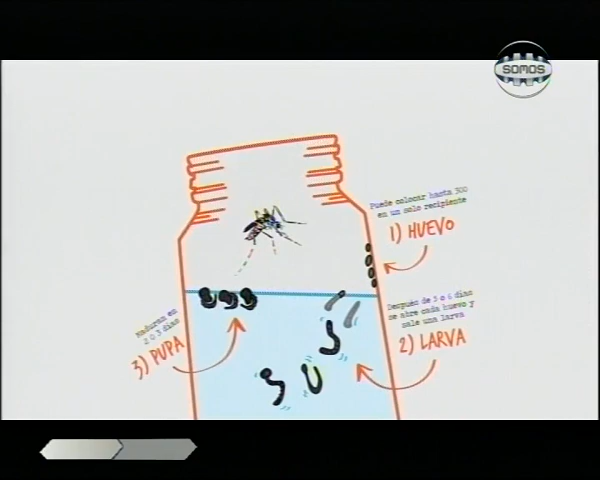 SOMOS
Puede colocar hasta 300
en un solo recipiente
1) HUEVO
Después de 5 o 6 días
se abre cada huevo y
sale una larva
2) LARVA
Maduran en
2 o 3 días
3) PUPA